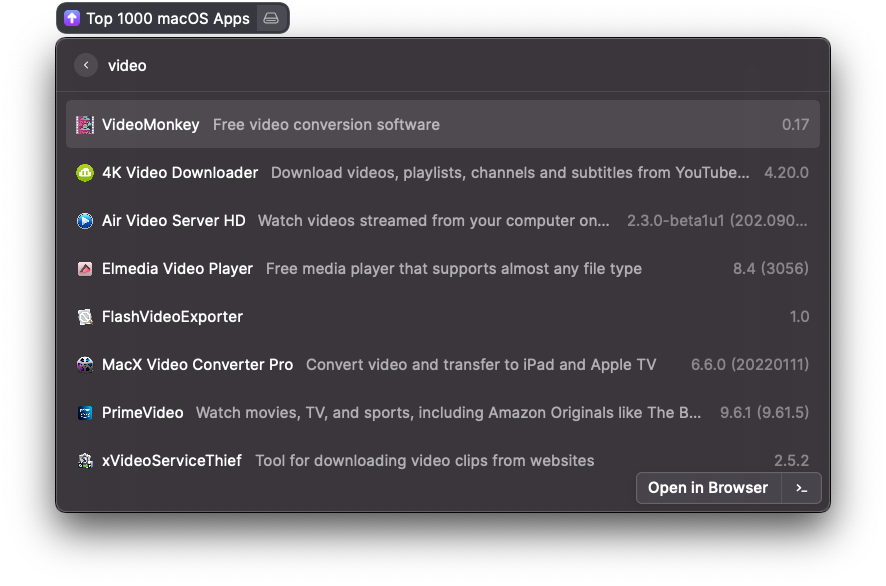 Top 1000 macOS Apps
video
VideoMonkey Free video conversion software 0.17
4K Video Downloader Download videos, playlists, channels and subtitles from YouTube... 4.20.0
Air Video Server HD Watch videos streamed from your computer on... 2.3.0-beta1u1 (202.090...
Elmedia Video Player Free media player that supports almost any file type 8.4 (3056)
FlashVideoExporter 1.0
MacX Video Converter Pro Convert video and transfer to iPad and Apple TV 6.6.0 (20220111)
PrimeVideo Watch movies, TV, and sports, including Amazon Originals like The B... 9.6.1 (9.61.5)
xVideoServiceThief Tool for downloading video clips from websites 2.5.2
Open in Browser >_